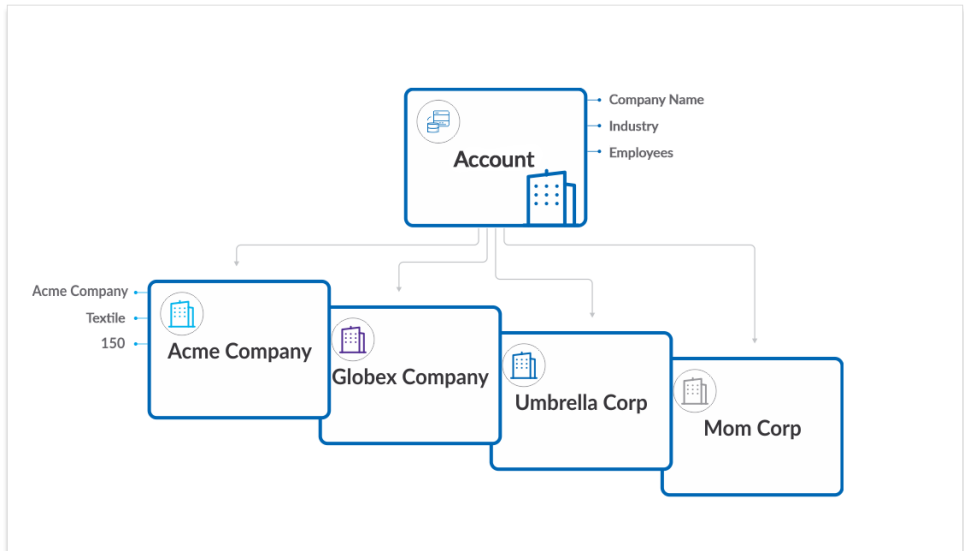 Account
Company Name
Industry
Employees
Acme Company
Textile
150
Acme Company
Globex Company
Umbrella Corp
Mom Corp